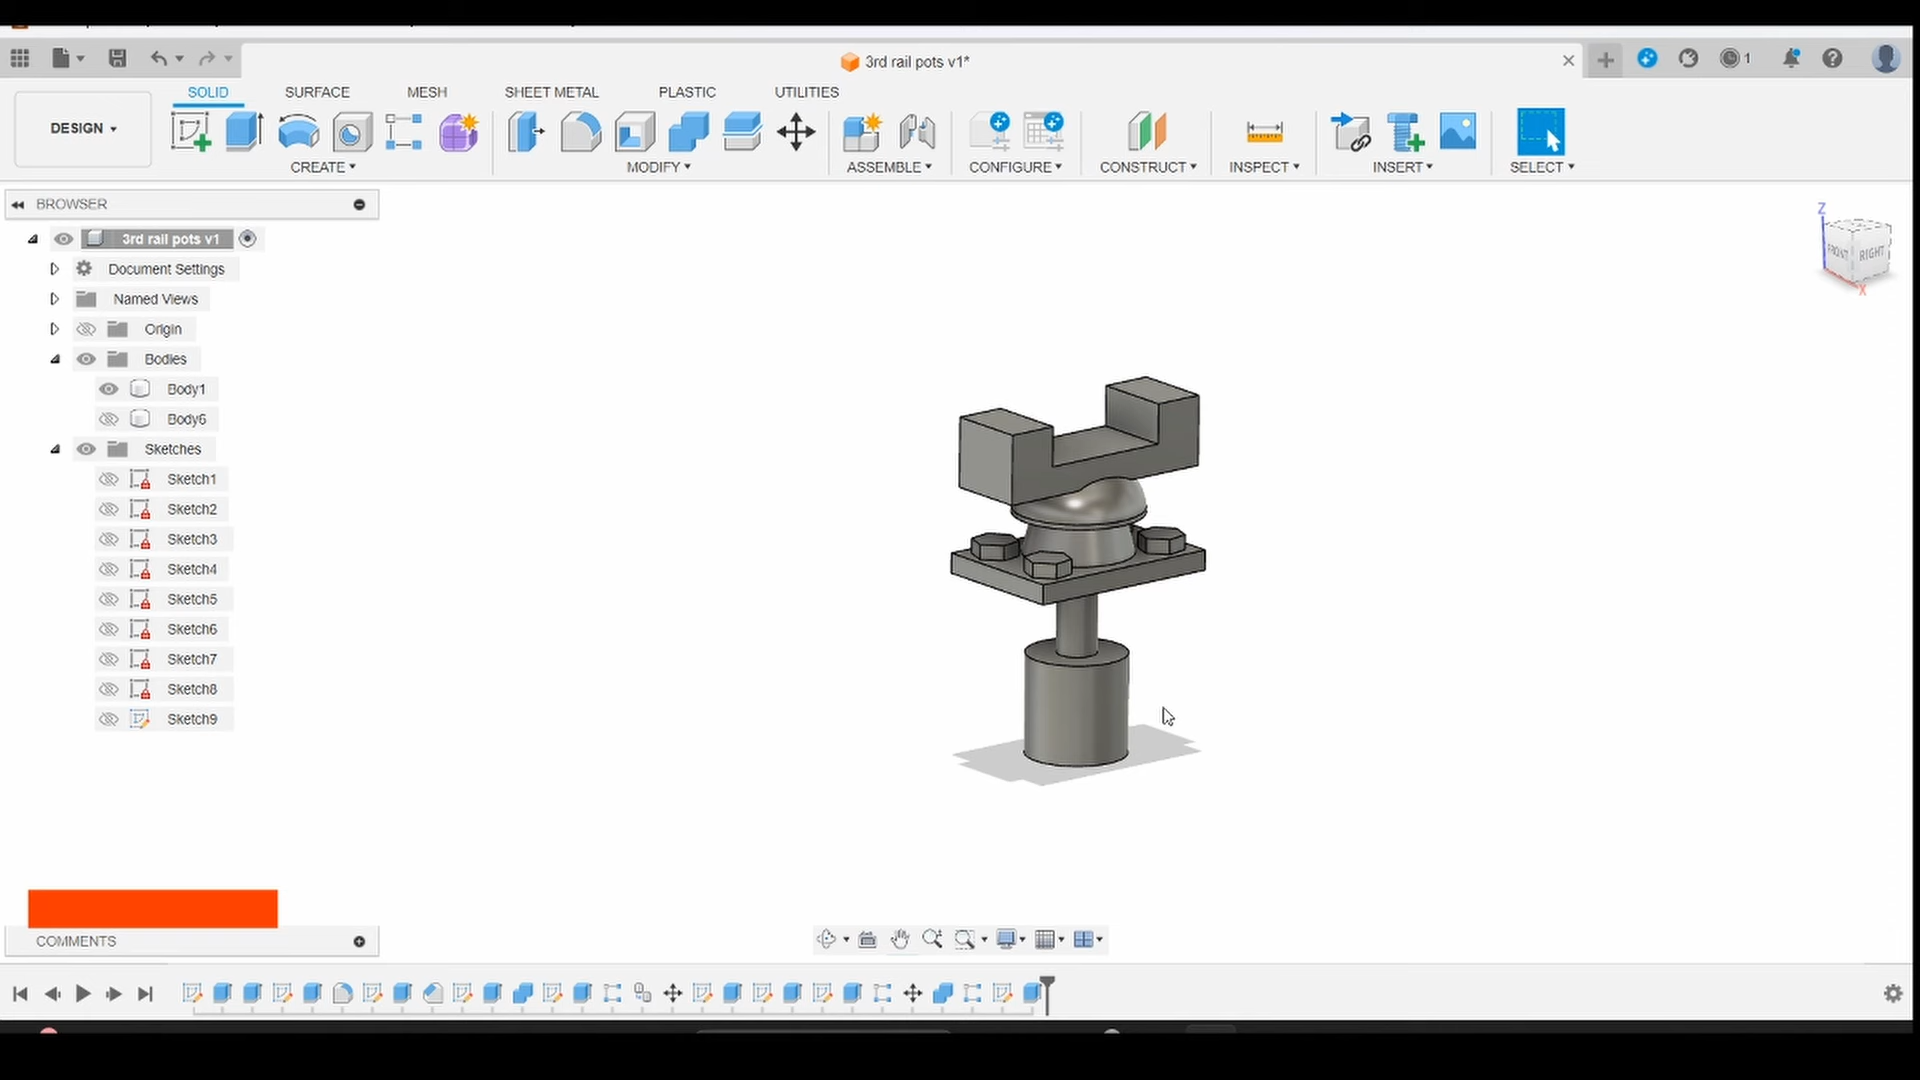 3rd rail pots v1*
1
DESIGN
SOLID
SURFACE
MESH
SHEET METAL
PLASTIC
UTILITIES
CREATE
MODIFY
ASSEMBLE
CONFIGURE
CONSTRUCT
INSPECT
INSERT
SELECT
BROWSER
3rd rail pots v1
Document Settings
Named Views
Origin
Bodies
Body1
Body6
Sketches
Sketch1
Sketch2
Sketch3
Sketch4
Sketch5
Sketch6
Sketch7
Sketch8
Sketch9
Z
FRONT
RIGHT
X
COMMENTS